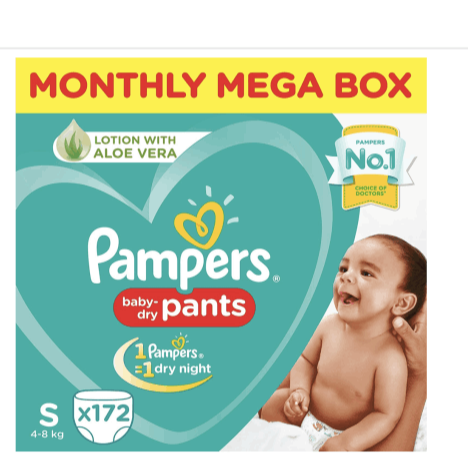 MONTHLY MEGA BOX
LOTION WITH
ALOE VERA
PAMPERS
No.1
CHOICE OF
DOCTORS*
Pampers®
baby-
dry pants
1 Pampers®
=1 dry night
S x172
4-8 kg